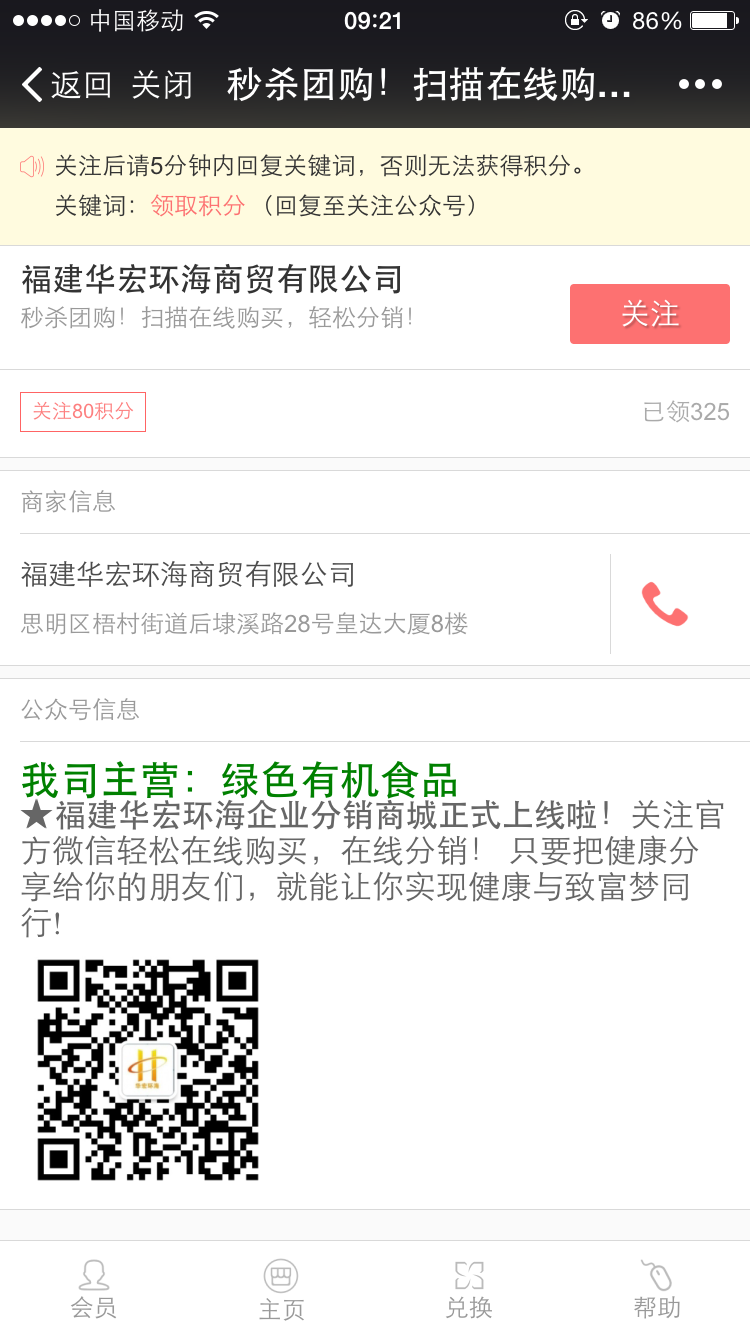 中国移动 09:21 86%
返回 关闭 秒杀团购！扫描在线购...
关注后请5分钟内回复关键词，否则无法获得积分。
关键词：领取积分 （回复至关注公众号）
福建华宏环海商贸有限公司
秒杀团购！扫描在线购买，轻松分销！
关注
关注80积分
已领325
商家信息
福建华宏环海商贸有限公司
思明区梧村街道后埭溪路28号皇达大厦8楼
公众号信息
我司主营：绿色有机食品
★福建华宏环海企业分销商城正式上线啦！关注官
方微信轻松在线购买，在线分销！ 只要把健康分
享给你的朋友们，就能让你实现健康与致富梦同
行!
会员 主页 兑换 帮助